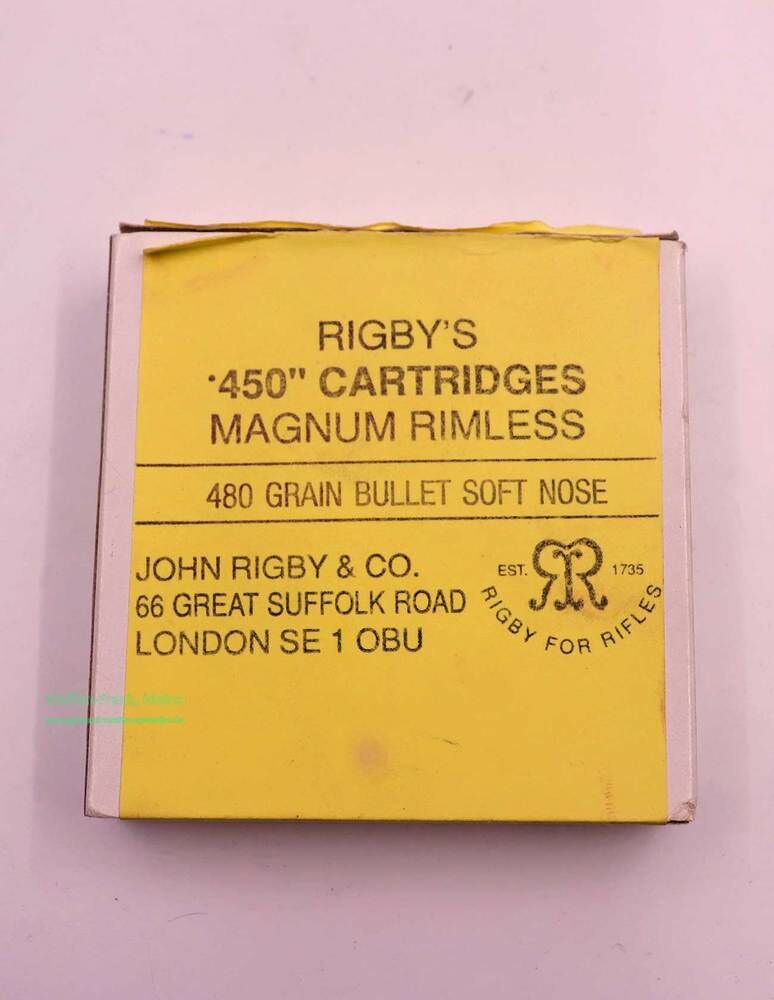 RIGBY'S
·450" CARTRIDGES
MAGNUM RIMLESS
480 GRAIN BULLET SOFT NOSE
JOHN RIGBY & CO.
66 GREAT SUFFOLK ROAD
LONDON SE 1 OBU
EST. RR 1735
RIGBY FOR RIFLES